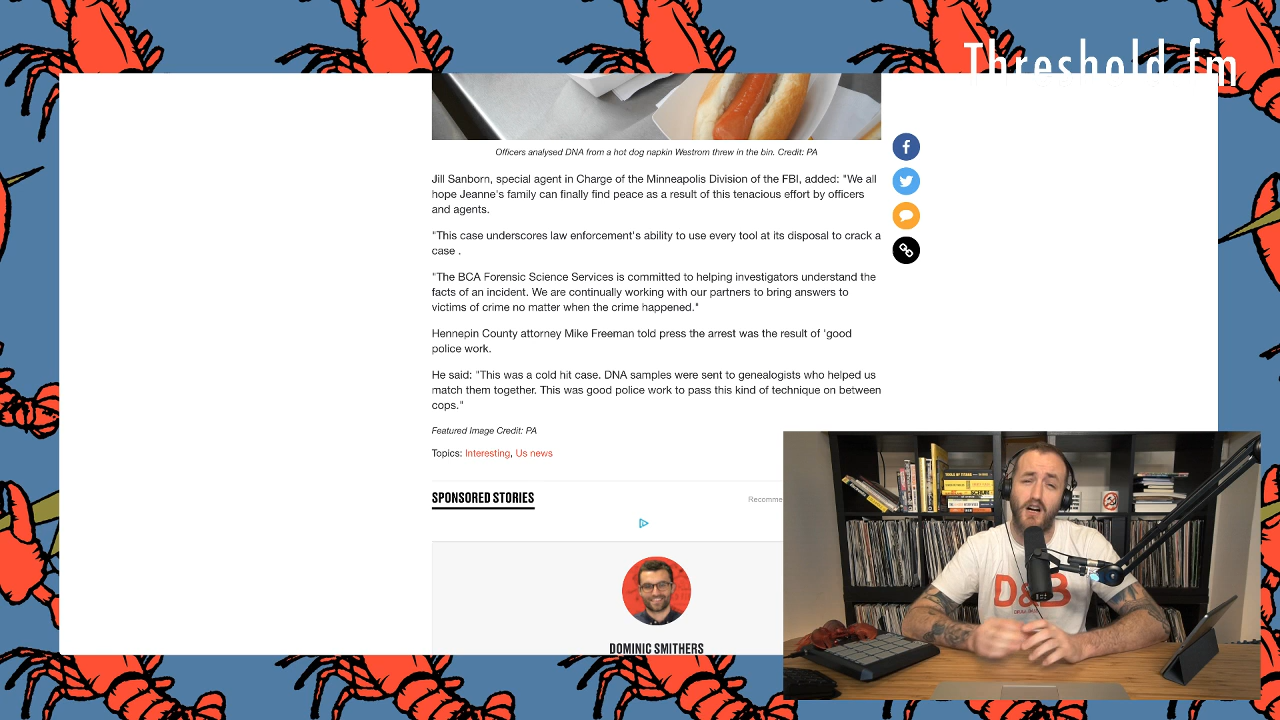 Threshold.fm
Officers analysed DNA from a hot dog napkin Westrom threw in the bin. Credit: PA
Jill Sanborn, special agent in Charge of the Minneapolis Division of the FBI, added: "We all
hope Jeanne's family can finally find peace as a result of this tenacious effort by officers
and agents.
"This case underscores law enforcement's ability to use every tool at its disposal to crack a
case .
"The BCA Forensic Science Services is committed to helping investigators understand the
facts of an incident. We are continually working with our partners to bring answers to
victims of crime no matter when the crime happened."
Hennepin County attorney Mike Freeman told press the arrest was the result of 'good
police work.
He said: "This was a cold hit case. DNA samples were sent to genealogists who helped us
match them together. This was good police work to pass this kind of technique on between
cops."
Featured Image Credit: PA
Topics: Interesting, Us news
SPONSORED STORIES
Recomme
DOMINIC SMITHERS
D&B